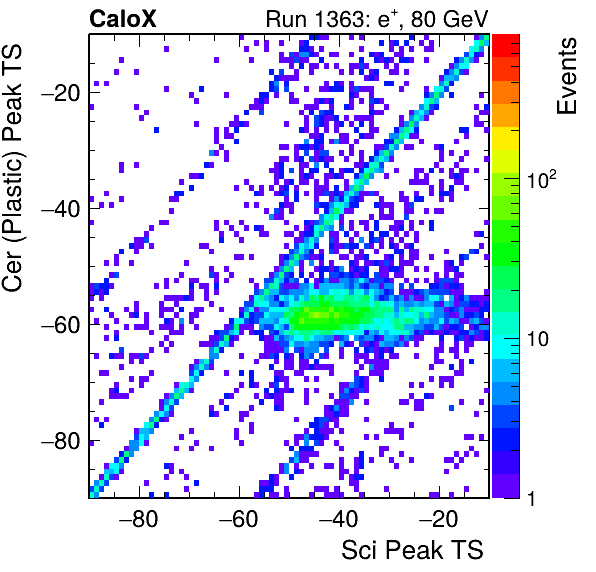 CaloX Run 1363: e+, 80 GeV
Cer (Plastic) Peak TS
−20
−40
−60
−80
−80 −60 −40 −20
Sci Peak TS
Events
10²
10
1